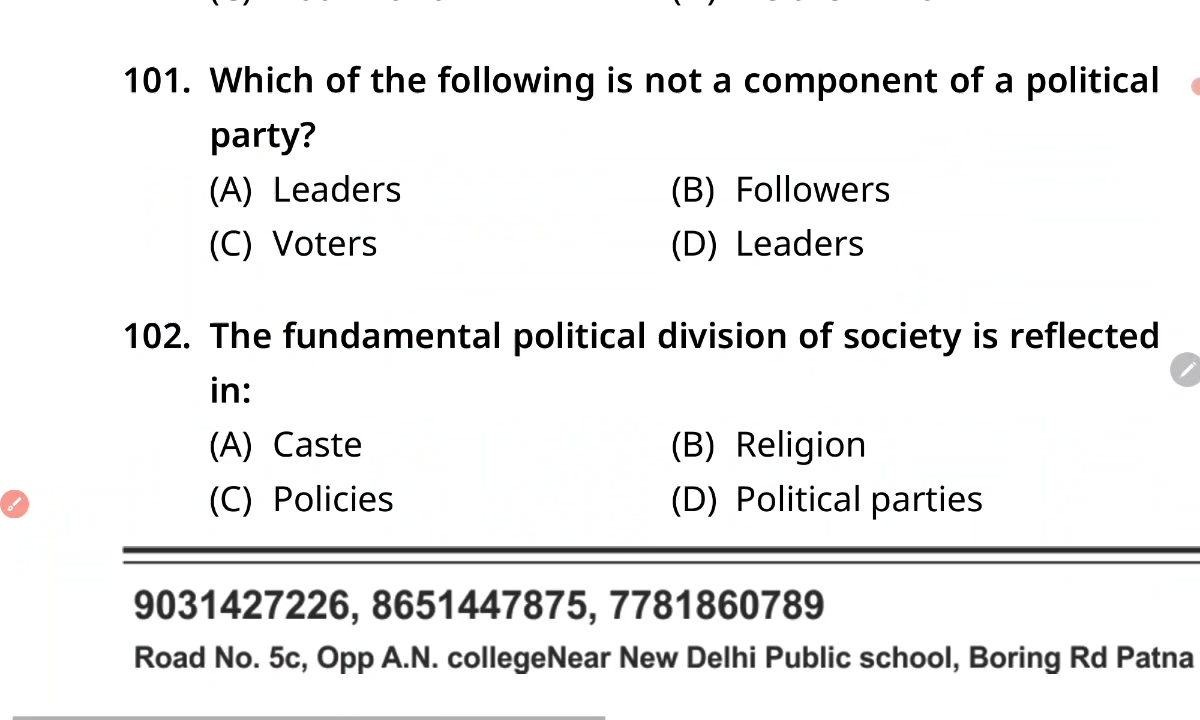 101. Which of the following is not a component of a political
party?
(A) Leaders (B) Followers
(C) Voters (D) Leaders
102. The fundamental political division of society is reflected
in:
(A) Caste (B) Religion
(C) Policies (D) Political parties
9031427226, 8651447875, 7781860789
Road No. 5c, Opp A.N. collegeNear New Delhi Public school, Boring Rd Patna